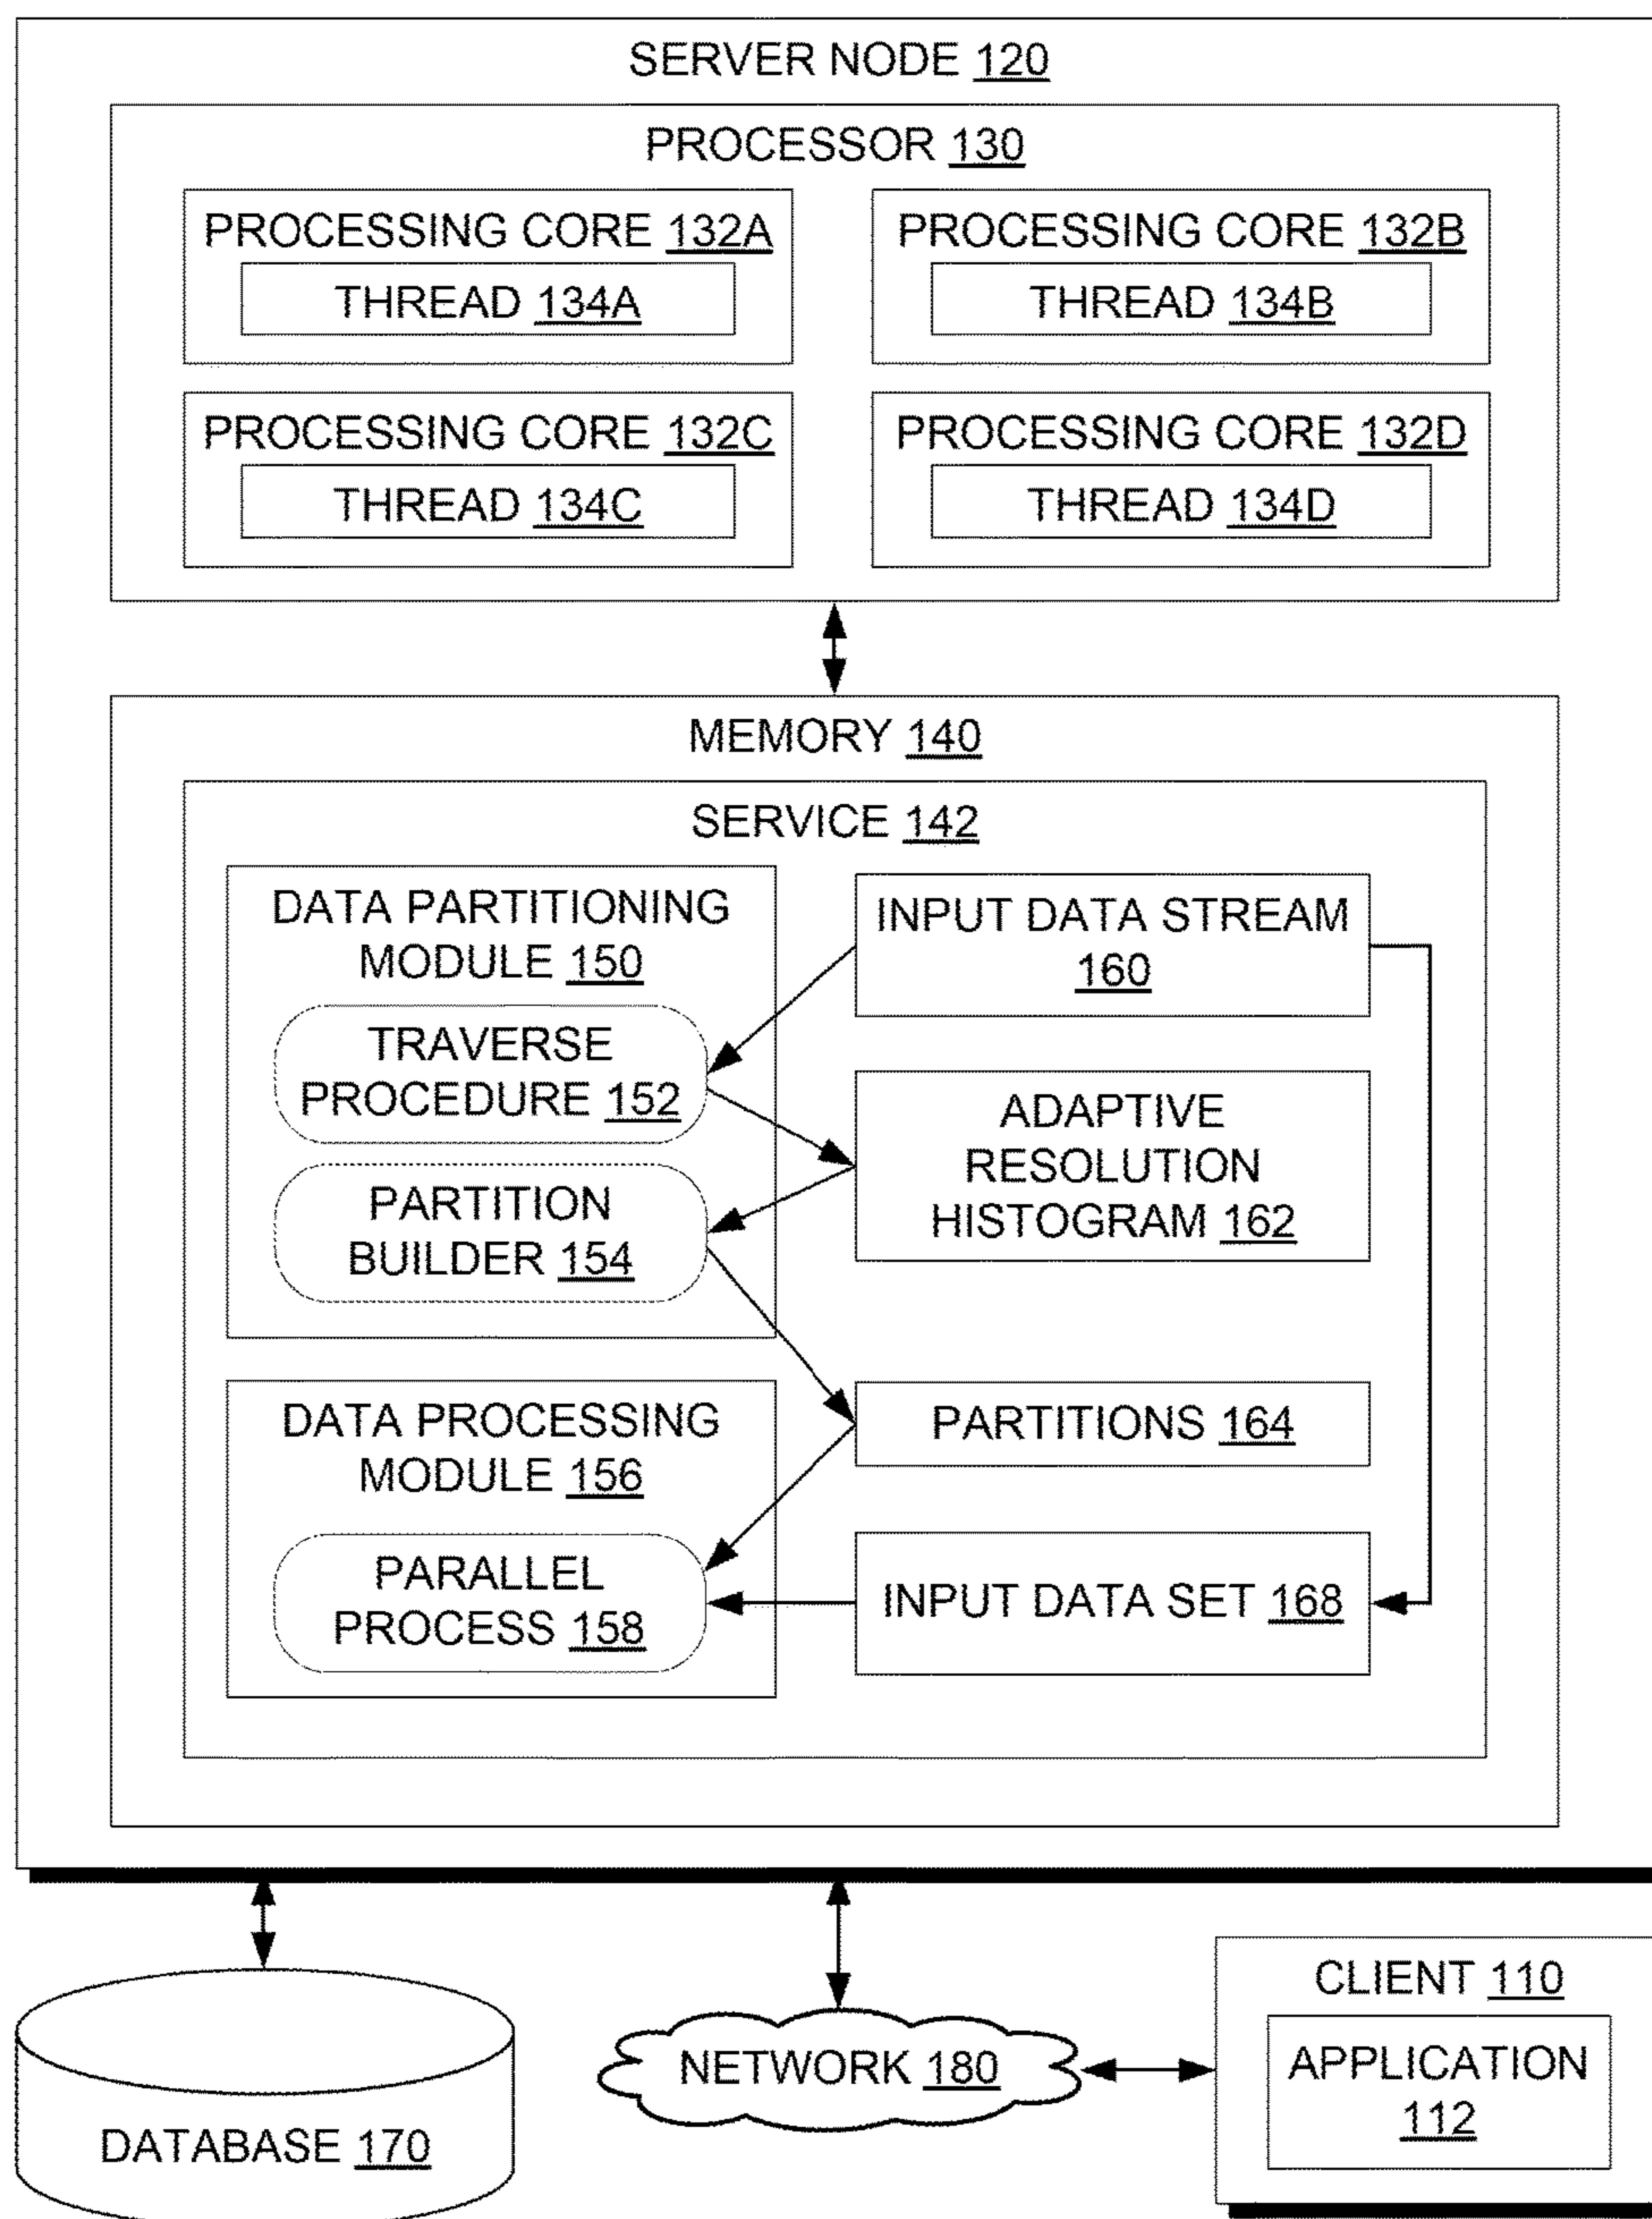 SERVER NODE 120
PROCESSOR 130
PROCESSING CORE 132A
THREAD 134A
PROCESSING CORE 132B
THREAD 134B
PROCESSING CORE 132C
THREAD 134C
PROCESSING CORE 132D
THREAD 134D
MEMORY 140
SERVICE 142
DATA PARTITIONING
MODULE 150
TRAVERSE
PROCEDURE 152
PARTITION
BUILDER 154
INPUT DATA STREAM
160
ADAPTIVE
RESOLUTION
HISTOGRAM 162
PARTITIONS 164
DATA PROCESSING
MODULE 156
PARALLEL
PROCESS 158
INPUT DATA SET 168
DATABASE 170
NETWORK 180
CLIENT 110
APPLICATION
112